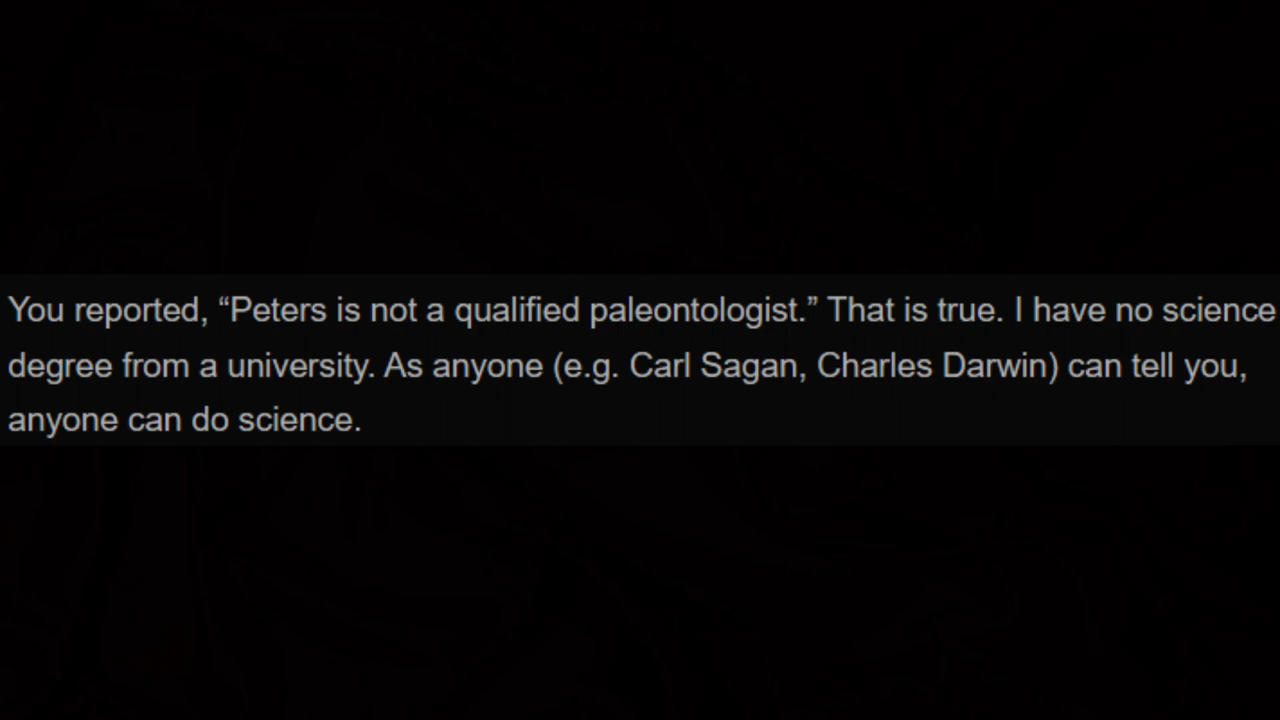 You reported, “Peters is not a qualified paleontologist.” That is true. I have no science
degree from a university. As anyone (e.g. Carl Sagan, Charles Darwin) can tell you,
anyone can do science.